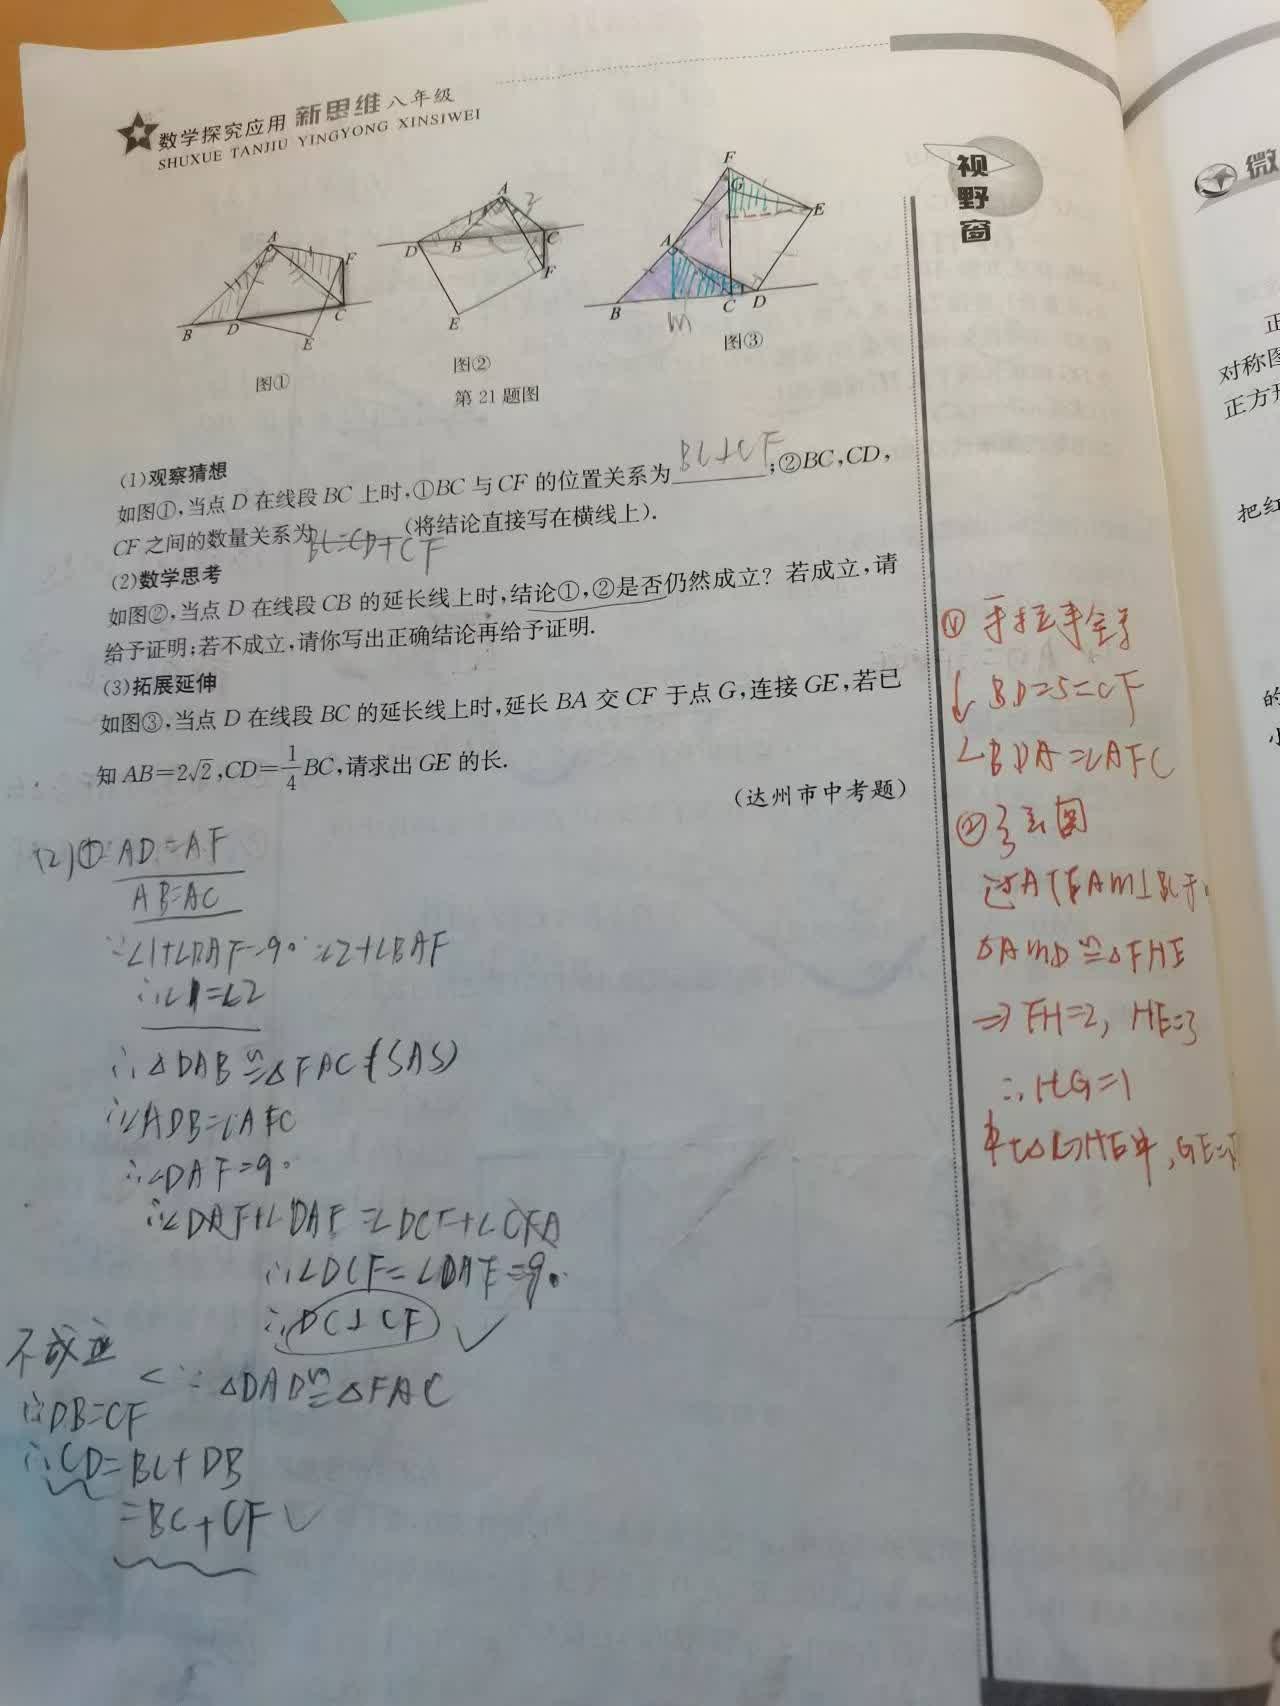 数学探究应用 新思维 八年级
SHUXUE TANJIU YINGYONG XINSIWEI
A
F
B
D
C
E
图①
A
1
2
D
B
C
F
E
图②
第 21 题图
F
G
E
A
B
C
D
M
图③
(1)观察猜想
如图①,当点 D 在线段 BC 上时,①BC 与 CF 的位置关系为 BC⊥CF ;②BC,CD,
CF 之间的数量关系为 BC=CD+CF (将结论直接写在横线上).
(2)数学思考
如图②,当点 D 在线段 CB 的延长线上时,结论①,②是否仍然成立？若成立,请
给予证明;若不成立,请你写出正确结论再给予证明.
(3)拓展延伸
如图③,当点 D 在线段 BC 的延长线上时,延长 BA 交 CF 于点 G,连接 GE,若已
知 AB=2√2,CD=1/4 BC,请求出 GE 的长.
(达州市中考题)
(2)①∵AD=AF
AB=AC
∵∠1+∠BAF=90°=∠2+∠BAF
∴∠1=∠2
∴△DAB≌△FAC(SAS)
∴∠ADB=∠AFC
∵∠DAF=90
∴∠DCF=∠DAF=90
∴DC⊥CF ✓
不成立
∵△DAB≌△FAC
∴DB=CF
∴CD=BC+DB
=BC+CF ✓
视野窗
① 手拉手全等
↓ BD=5=CF
∠BDA=∠AFC
过A作AM⊥BC于
△AMD≌△FHE
⇒FH=2, HE=3
∴HG=1
Rt△GHE中, GE=
微
正
对称图
正方形
把红
的
小